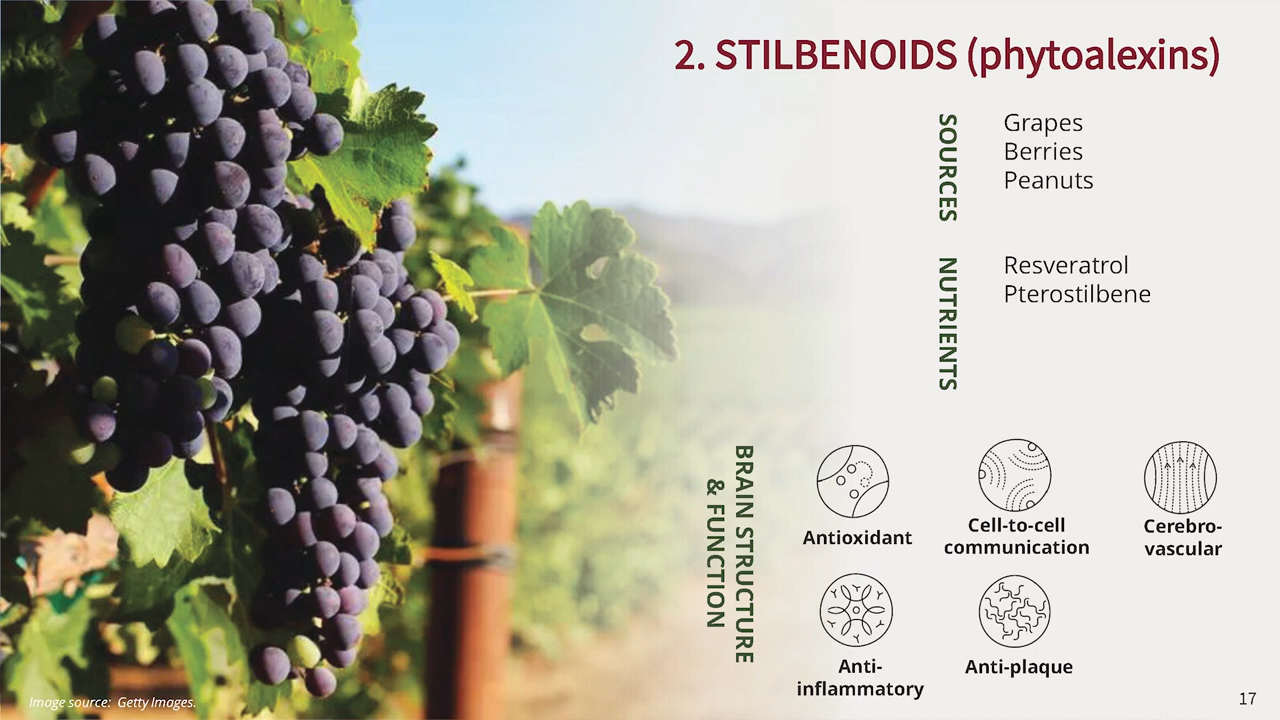 2. STILBENOIDS (phytoalexins)
SOURCES
Grapes
Berries
Peanuts
NUTRIENTS
Resveratrol
Pterostilbene
BRAIN STRUCTURE
& FUNCTION
Antioxidant
Cell-to-cell
communication
Cerebro-
vascular
Anti-
inflammatory
Anti-plaque
Image source: Getty Images.
17